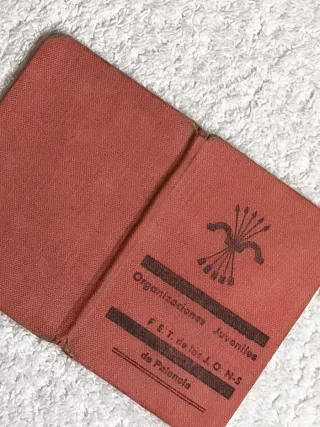 Organizaciones Juveniles
F E T. de las J. O N-S
de Palencia